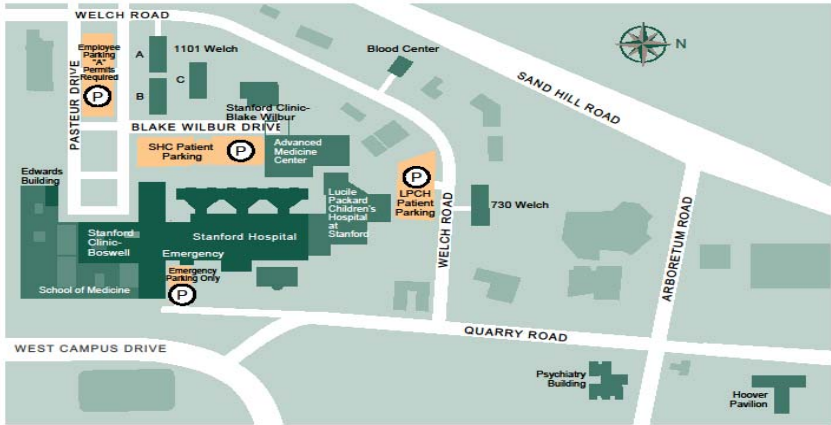 WELCH ROAD
Employee
Parking
"A"
Permits
Required
P
PASTEUR DRIVE
A
1101 Welch
B
C
Blood Center
N
SAND HILL ROAD
Stanford Clinic-
Blake Wilbur
BLAKE WILBUR DRIVE
SHC Patient
Parking
P
Advanced
Medicine
Center
Edwards
Building
Lucile
Packard
Children's
Hospital
at
Stanford
P
LPCH
Patient
Parking
730 Welch
WELCH ROAD
ARBORETUM ROAD
Stanford
Clinic-
Boswell
Stanford Hospital
Emergency
Emergency
Parking Only
P
School of Medicine
QUARRY ROAD
WEST CAMPUS DRIVE
Psychiatry
Building
Hoover
Pavilion